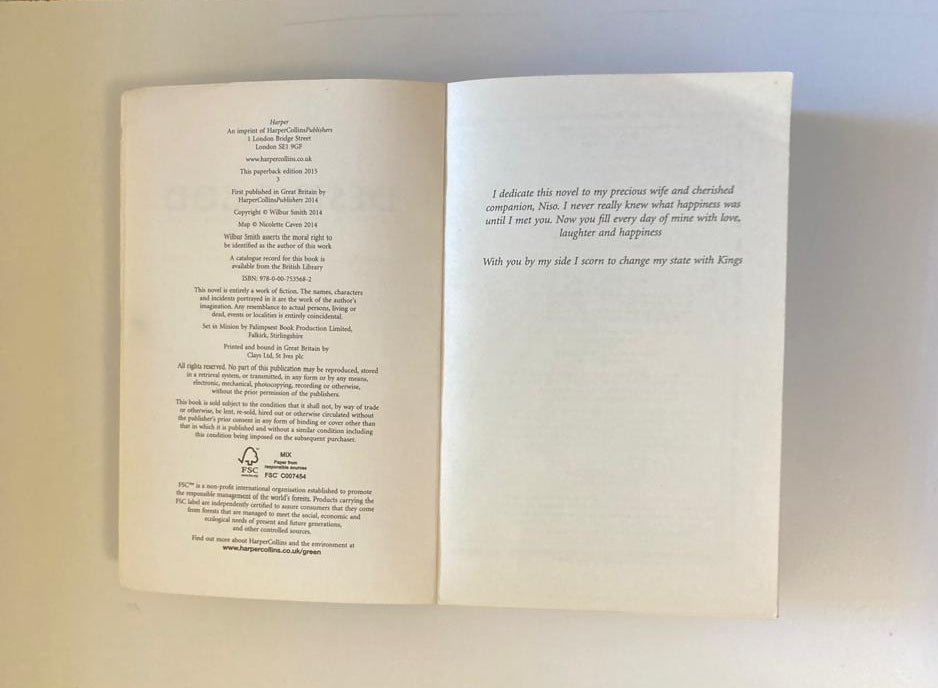 Harper
An imprint of HarperCollinsPublishers
1 London Bridge Street
London SE1 9GF
www.harpercollins.co.uk
This paperback edition 2015
3
First published in Great Britain by
HarperCollinsPublishers 2014
Copyright © Wilbur Smith 2014
Map © Nicolette Caven 2014
Wilbur Smith asserts the moral right to
be identified as the author of this work
A catalogue record for this book is
available from the British Library
ISBN: 978-0-00-753568-2
This novel is entirely a work of fiction. The names, characters
and incidents portrayed in it are the work of the author's
imagination. Any resemblance to actual persons, living or
dead, events or localities is entirely coincidental.
Set in Minion by Palimpsest Book Production Limited,
Falkirk, Stirlingshire
Printed and bound in Great Britain by
Clays Ltd, St Ives plc
All rights reserved. No part of this publication may be reproduced, stored
in a retrieval system, or transmitted, in any form or by any means,
electronic, mechanical, photocopying, recording or otherwise,
without the prior permission of the publishers.
This book is sold subject to the condition that it shall not, by way of trade
or otherwise, be lent, re-sold, hired out or otherwise circulated without
the publisher's prior consent in any form of binding or cover other than
that in which it is published and without a similar condition including
this condition being imposed on the subsequent purchaser.
MIX
Paper from
responsible sources
FSC
FSC C007454
FSC™ is a non-profit international organisation established to promote
the responsible management of the world's forests. Products carrying the
FSC label are independently certified to assure consumers that they come
from forests that are managed to meet the social, economic and
ecological needs of present and future generations,
and other controlled sources.
Find out more about HarperCollins and the environment at
www.harpercollins.co.uk/green
I dedicate this novel to my precious wife and cherished
companion, Niso. I never really knew what happiness was
until I met you. Now you fill every day of mine with love,
laughter and happiness
With you by my side I scorn to change my state with Kings